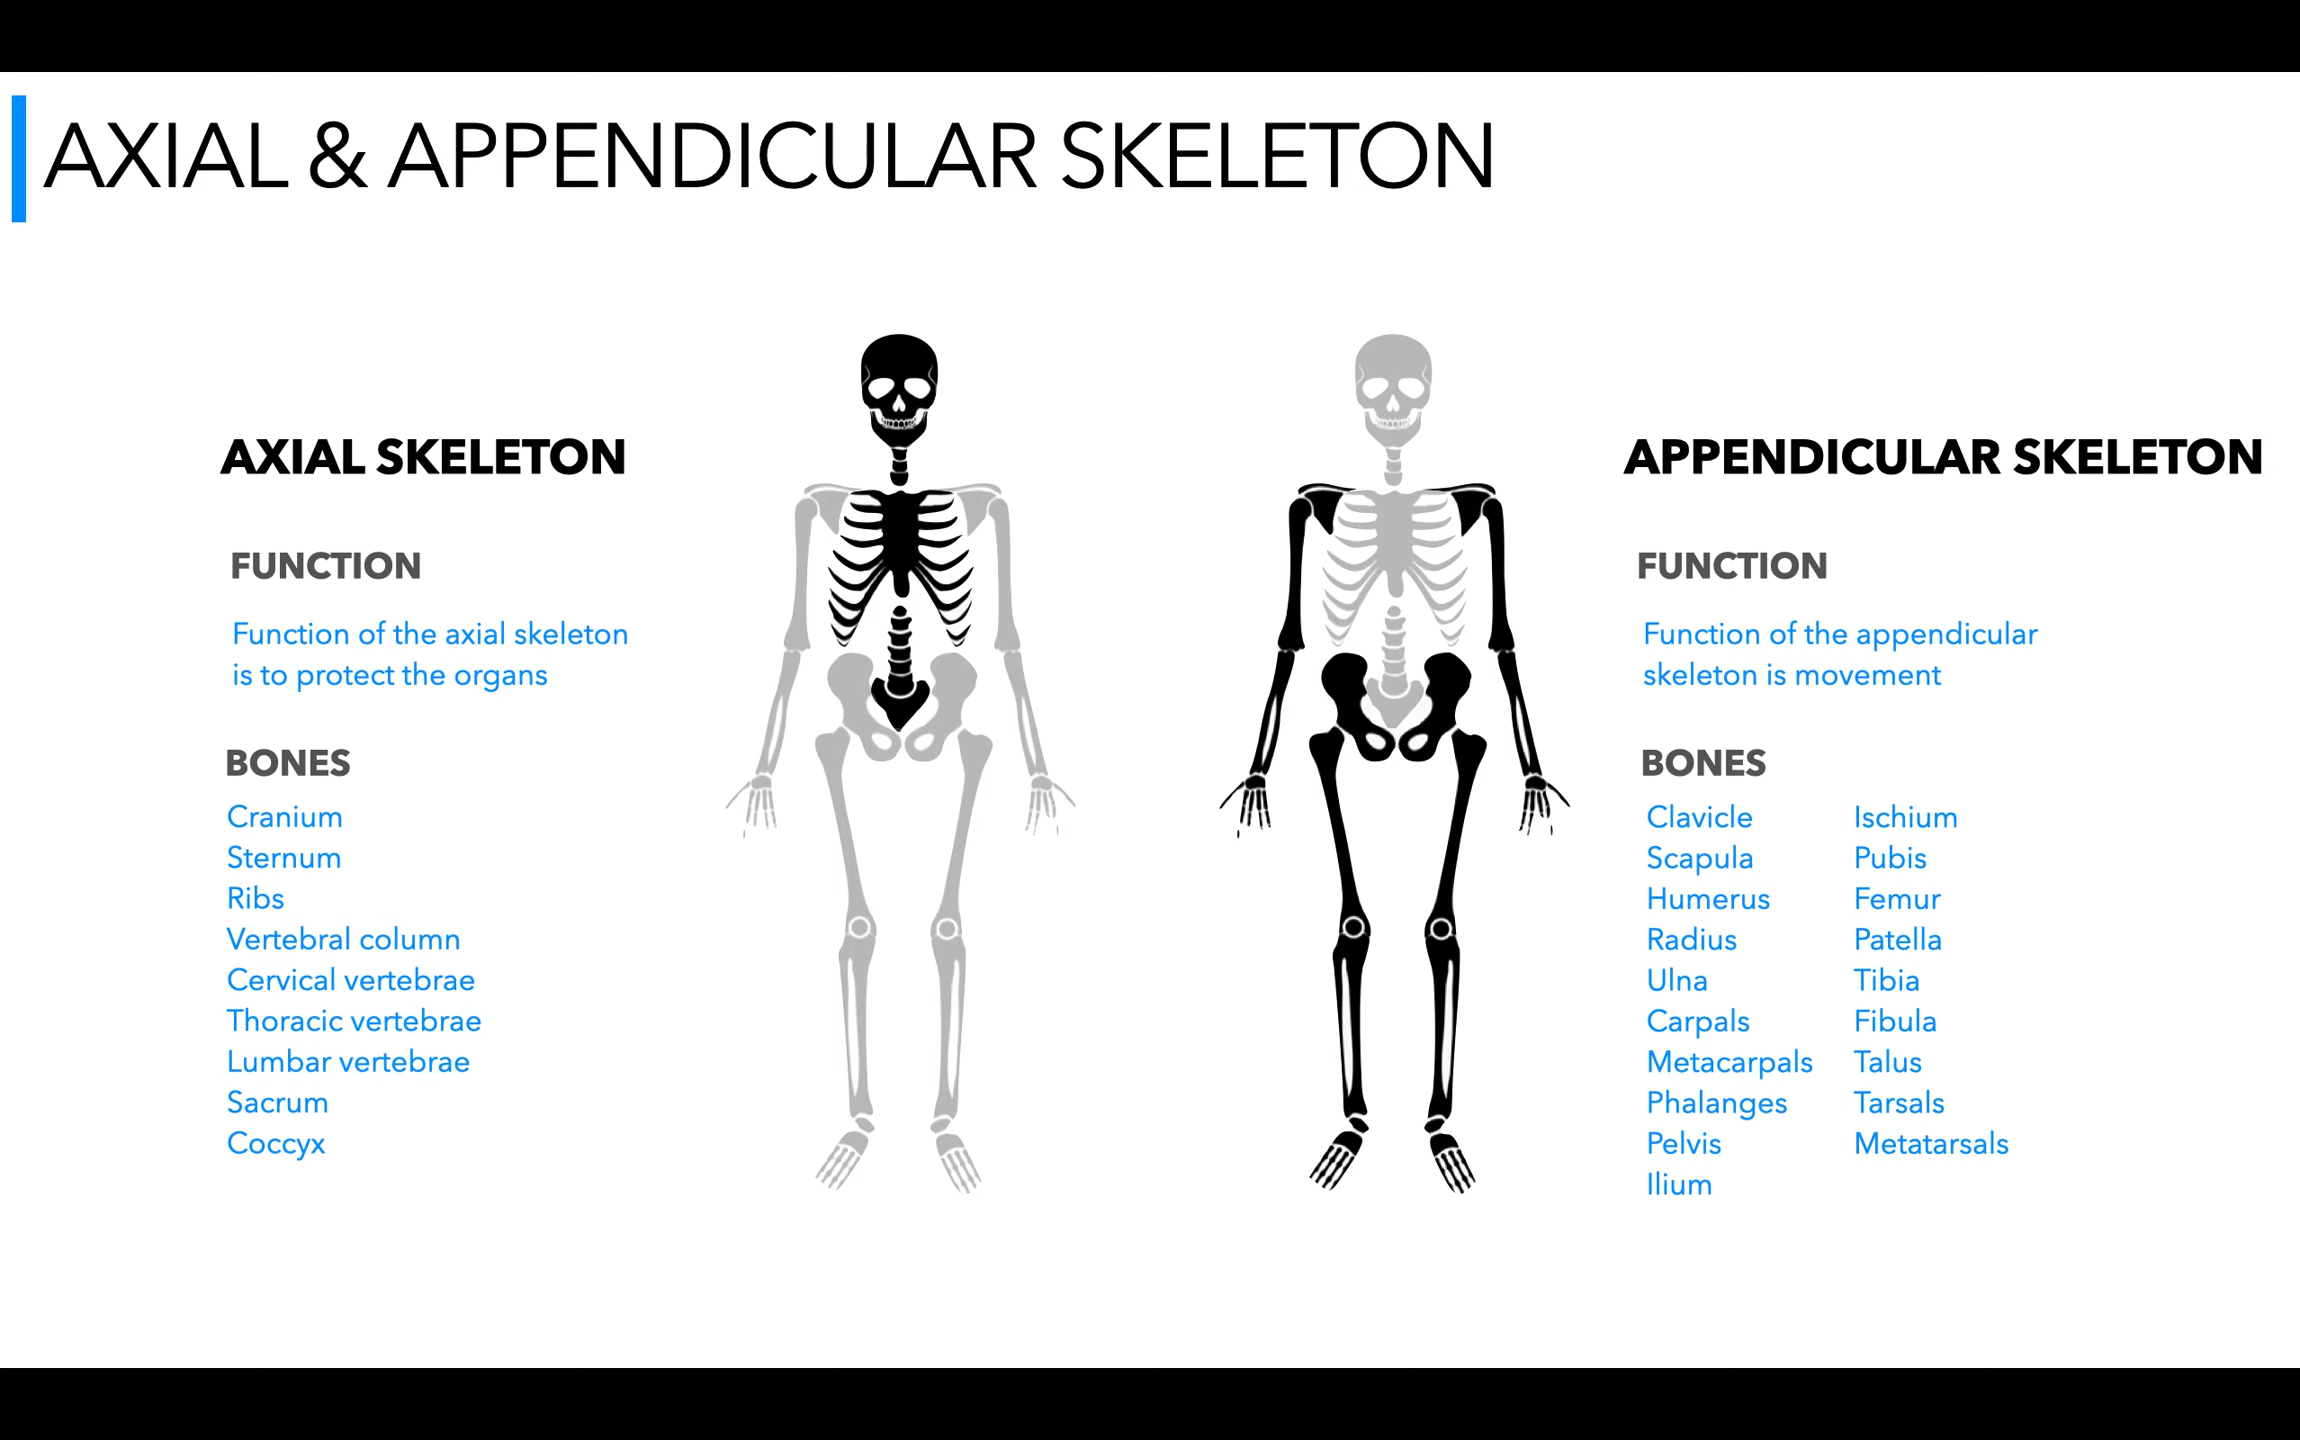 AXIAL & APPENDICULAR SKELETON
AXIAL SKELETON
FUNCTION
Function of the axial skeleton
is to protect the organs
BONES
Cranium
Sternum
Ribs
Vertebral column
Cervical vertebrae
Thoracic vertebrae
Lumbar vertebrae
Sacrum
Coccyx
APPENDICULAR SKELETON
FUNCTION
Function of the appendicular
skeleton is movement
BONES
Clavicle
Scapula
Humerus
Radius
Ulna
Carpals
Metacarpals
Phalanges
Pelvis
Ilium
Ischium
Pubis
Femur
Patella
Tibia
Fibula
Talus
Tarsals
Metatarsals